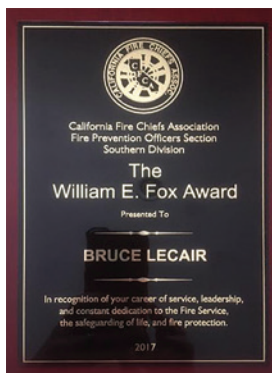 CALIFORNIA FIRE CHIEFS ASSOC
California Fire Chiefs Association
Fire Prevention Officers Section
Southern Division
The
William E. Fox Award
Presented To
BRUCE LECAIR
In recognition of your career of service, leadership,
and constant dedication to the Fire Service,
the safeguarding of life, and fire protection.
2017